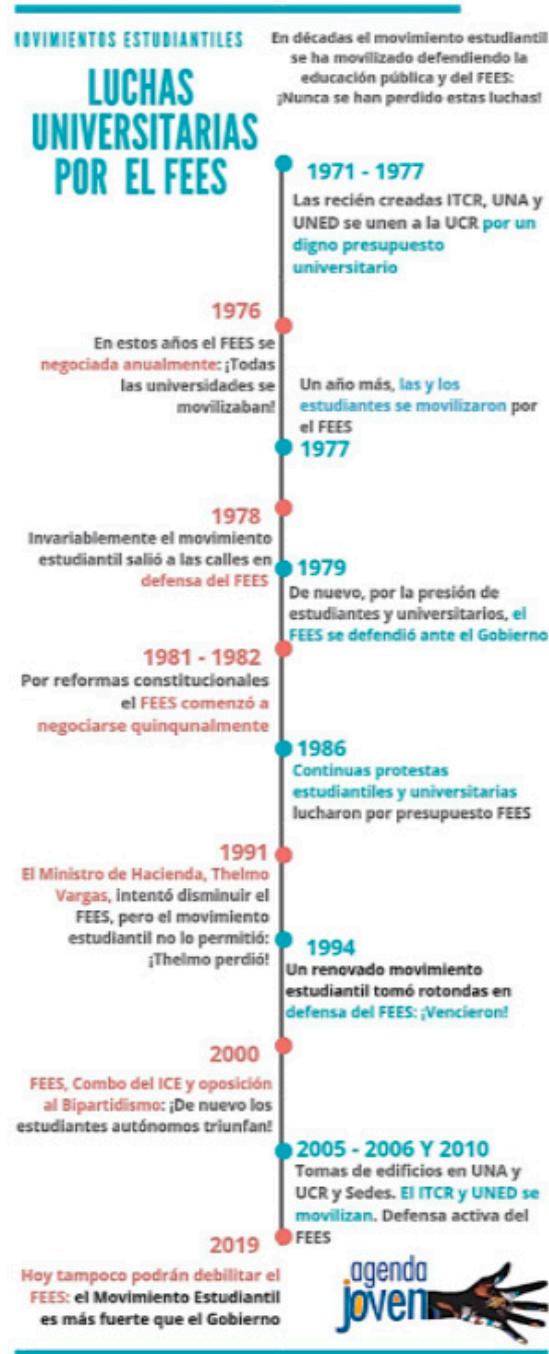 MOVIMIENTOS ESTUDIANTILES
LUCHAS
UNIVERSITARIAS
POR EL FEES
En décadas el movimiento estudiantil
se ha movilizado defendiendo la
educación pública y del FEES:
¡Nunca se han perdido estas luchas!
1971 - 1977
Las recién creadas ITCR, UNA y
UNED se unen a la UCR por un
digno presupuesto
universitario
1976
En estos años el FEES se
negociada anualmente: ¡Todas
las universidades se
movilizaban!
Un año más, las y los
estudiantes se movilizaron por
el FEES
1977
1978
Invariablemente el movimiento
estudiantil salió a las calles en
defensa del FEES
1979
De nuevo, por la presión de
estudiantes y universitarios, el
FEES se defendió ante el Gobierno
1981 - 1982
Por reformas constitucionales
el FEES comenzó a
negociarse quinqunalmente
1986
Continuas protestas
estudiantiles y universitarias
lucharon por presupuesto FEES
1991
El Ministro de Hacienda, Thelmo
Vargas, intentó disminuir el
FEES, pero el movimiento
estudiantil no lo permitió:
¡Thelmo perdió!
1994
Un renovado movimiento
estudiantil tomó rotondas en
defensa del FEES: ¡Vencieron!
2000
FEES, Combo del ICE y oposición
al Bipartidismo: ¡De nuevo los
estudiantes autónomos triunfan!
2005 - 2006 Y 2010
Tomas de edificios en UNA y
UCR y Sedes. El ITCR y UNED se
movilizan. Defensa activa del
FEES
2019
Hoy tampoco podrán debilitar el
FEES: el Movimiento Estudiantil
es más fuerte que el Gobierno
agenda
joven